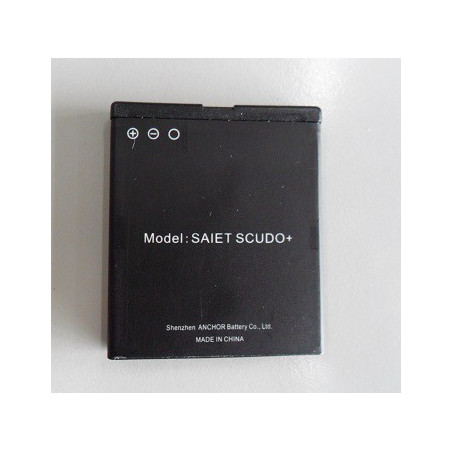 Model: SAIET SCUDO+
Shenzhen ANCHOR Battery Co., Ltd.
MADE IN CHINA